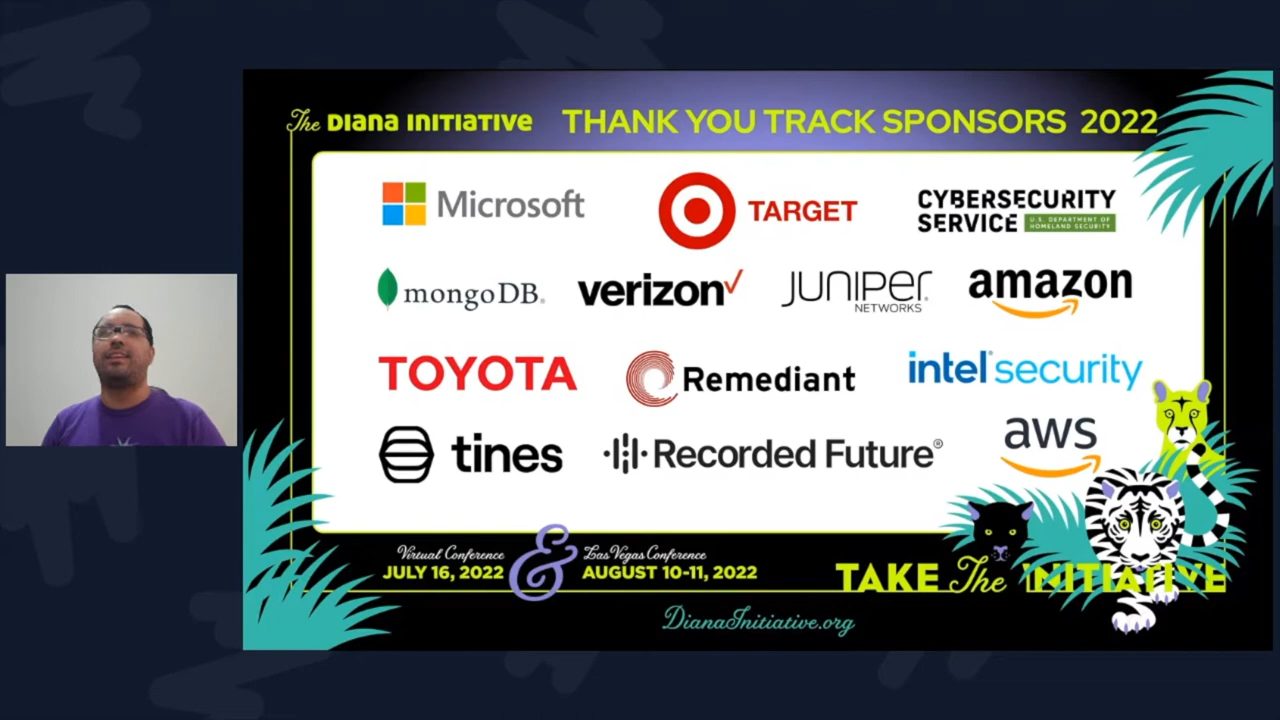 The DIANA INITIATIVE THANK YOU TRACK SPONSORS 2022
Microsoft
TARGET
CYBERSECURITY
SERVICE U.S. DEPARTMENT OF
HOMELAND SECURITY
mongoDB®
verizon✓
JUNIPEr®
NETWORKS
amazon
TOYOTA
Remediant
intel® security
tines
Recorded Future®
aws
Virtual Conference
JULY 16, 2022
&
Las Vegas Conference
AUGUST 10-11, 2022
TAKE The INITIATIVE
DianaInitiative.org